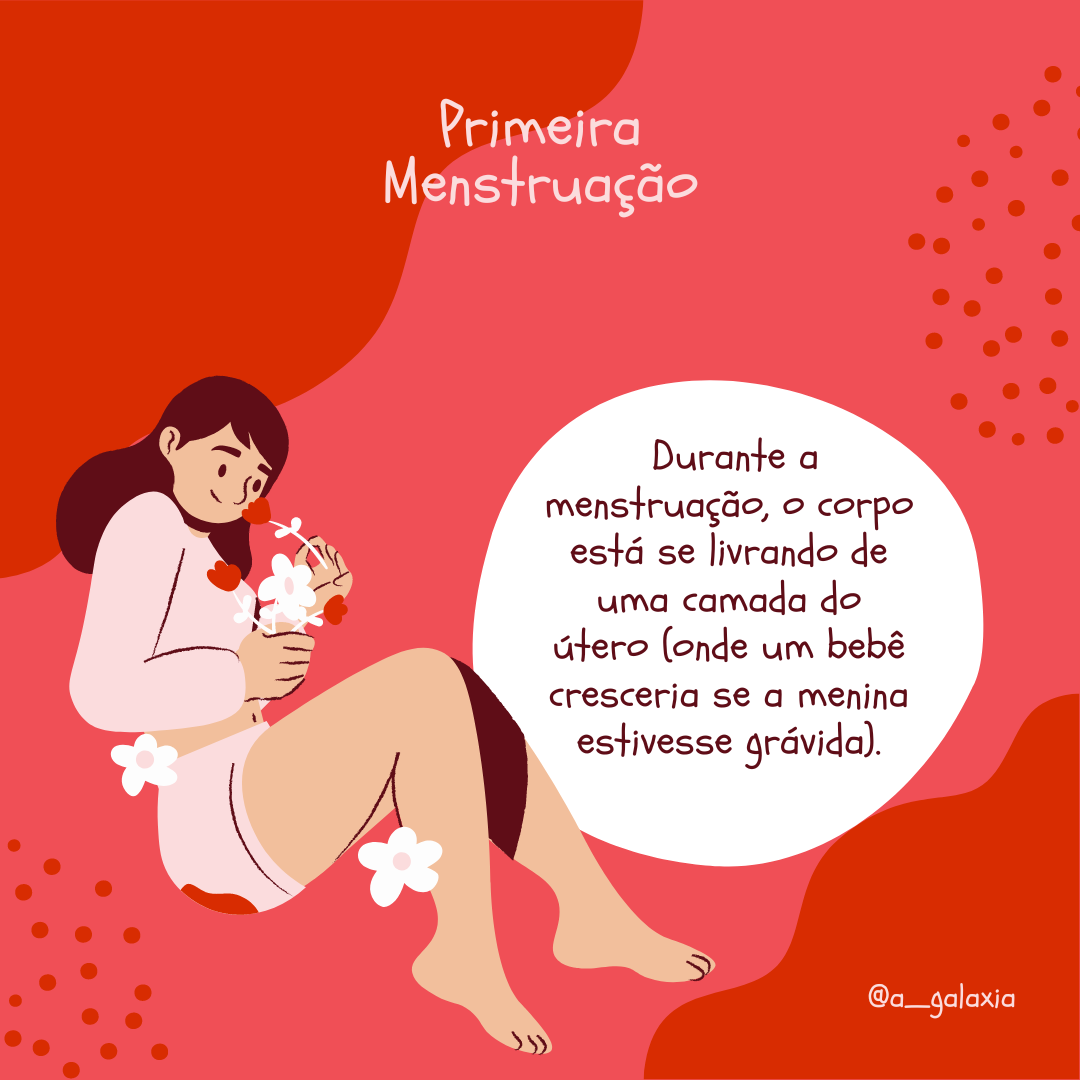 Primeira
Menstruação
Durante a
menstruação, o corpo
está se livrando de
uma camada do
útero (onde um bebê
cresceria se a menina
estivesse grávida).
@a__galaxia